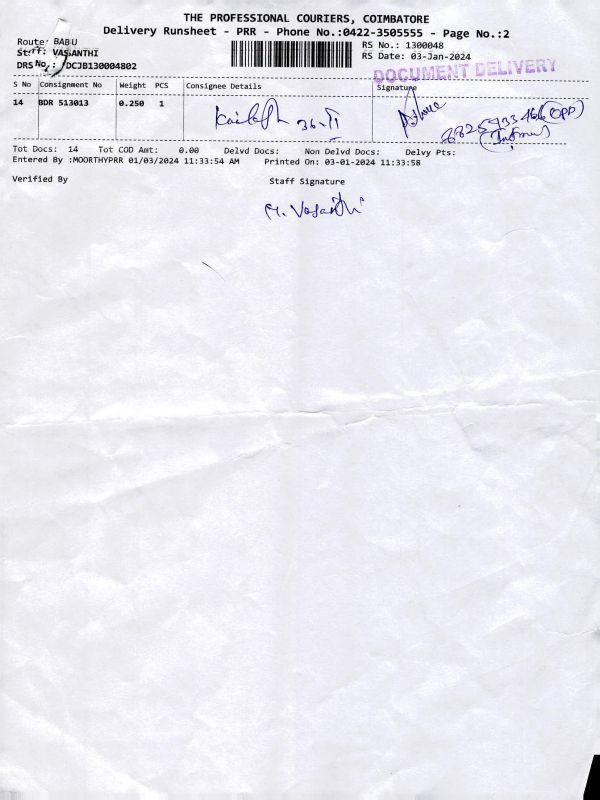 THE PROFESSIONAL COURIERS, COIMBATORE
Delivery Runsheet - PRR - Phone No.:0422-3505555 - Page No.:2
Route: BABU
RS No.: 1300048
Staff: VASANTHI
RS Date: 03-Jan-2024
DRS No.: DCJB130004802
DOCUMENT DELIVERY
S No Consignment No Weight PCS Consignee Details Signature
14 BDR 513013 0.250 1
Tot Docs: 14 Tot COD Amt: 0.00 Delvd Docs: Non Delvd Docs: Delvy Pts:
Entered By :MOORTHYPRR 01/03/2024 11:33:54 AM Printed On: 03-01-2024 11:33:58
Verified By Staff Signature
M. Vasanthi